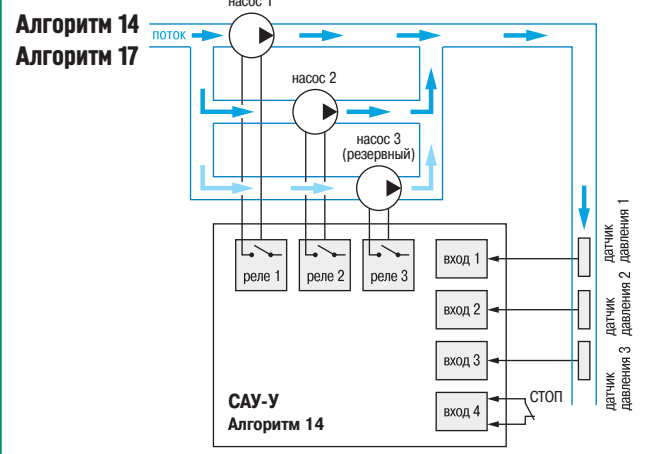 насос 1
Алгоритм 14
Алгоритм 17
поток
насос 2
насос 3
(резервный)
реле 1
реле 2
реле 3
вход 1
вход 2
вход 3
вход 4
СТОП
САУ-У
Алгоритм 14
датчик
давления 1
датчик
давления 2
датчик
давления 3